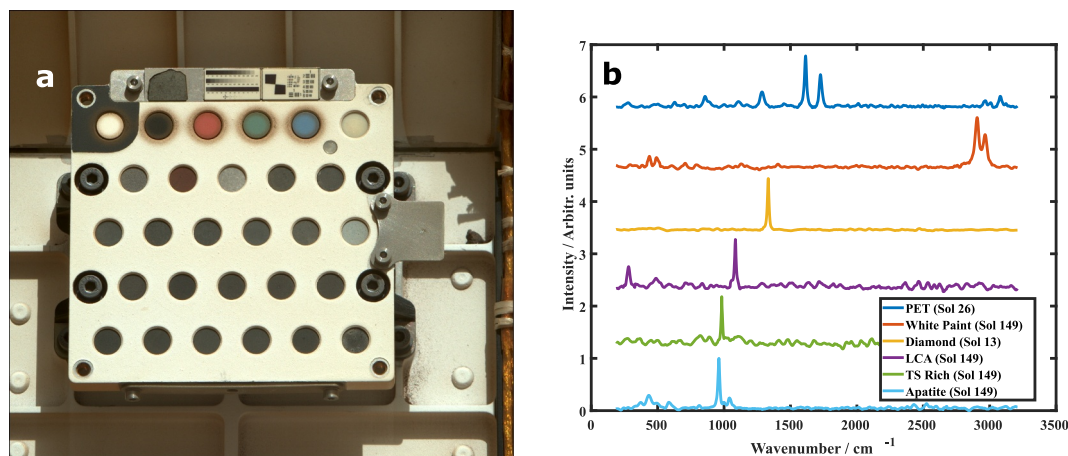 a
b
7
6
5
4
3
2
1
0
Intensity / Arbitr. units
PET (Sol 26)
White Paint (Sol 149)
Diamond (Sol 13)
LCA (Sol 149)
TS Rich (Sol 149)
Apatite (Sol 149)
0 500 1000 1500 2000 2500 3000 3500
Wavenumber / cm -1